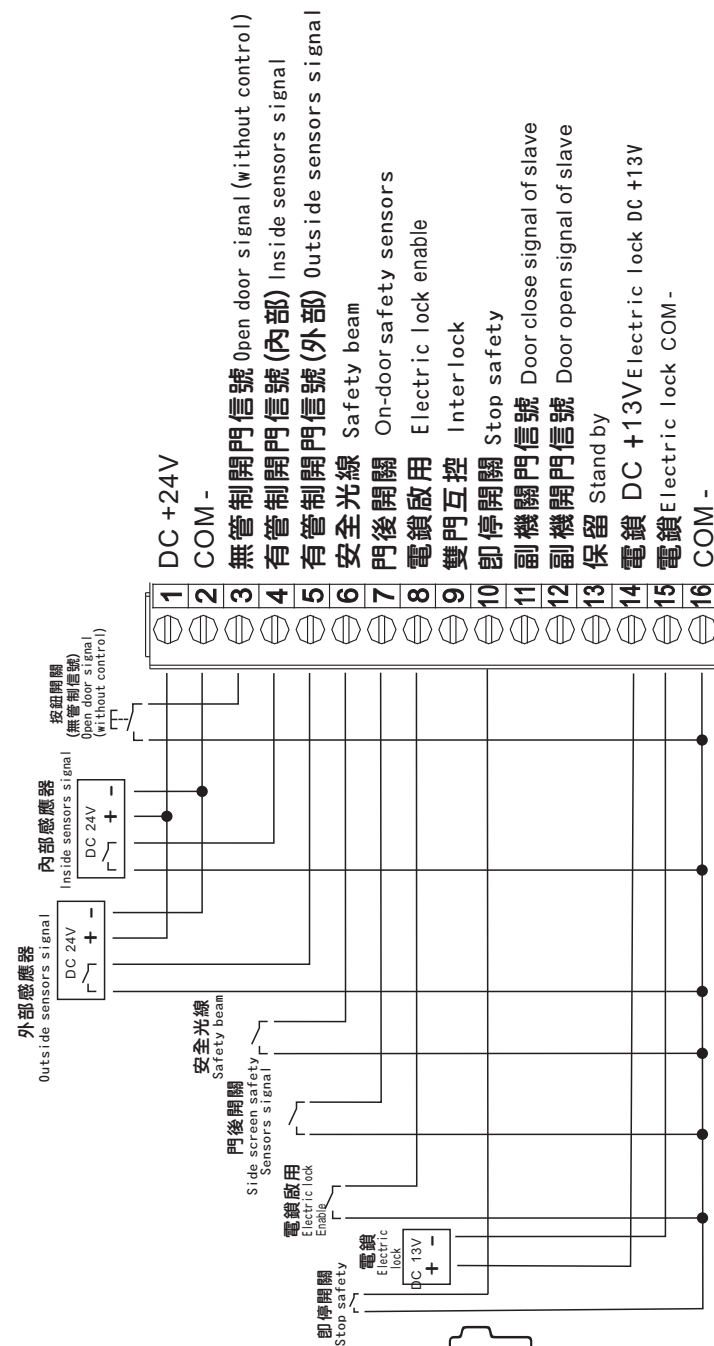 1 DC +24V
2 COM -
3 無管制開門信號 Open door signal (without control)
4 有管制開門信號(內部) Inside sensors signal
5 有管制開門信號(外部) Outside sensors signal
6 安全光線 Safety beam
7 門後開關 On-door safety sensors
8 電鎖啟用 Electric lock enable
9 雙門互控 Interlock
10 卽停開關 Stop safety
11 副機關門信號 Door close signal of slave
12 副機開門信號 Door open signal of slave
13 保留 Stand by
14 電鎖 DC +13V Electric lock DC +13V
15 電鎖 Electric lock COM -
16 COM -
按鈕開關
(無管制信號)
Open door signal
(without control)
內部感應器
Inside sensors signal
DC 24V
+ -
外部感應器
Outside sensors signal
DC 24V
+ -
安全光線
Safety beam
門後開關
Side screen safety
Sensors signal
電鎖啟用
Electric lock
Enable
電鎖
Electric
lock
DC 13V
+ -
卽停開關
Stop safety